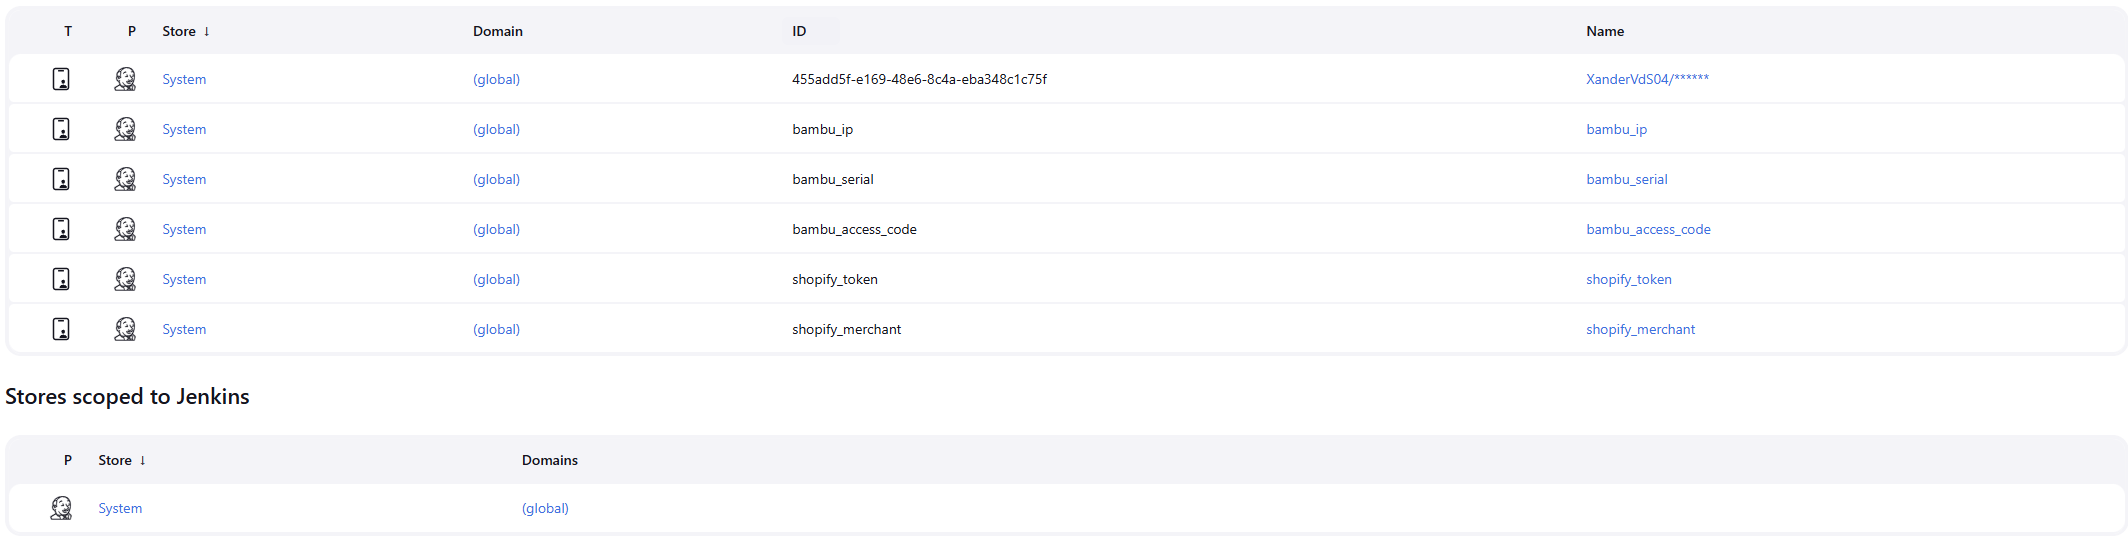 T P Store ↓ Domain ID Name
System (global) 455add5f-e169-48e6-8c4a-eba348c1c75f XanderVdS04/******
System (global) bambu_ip bambu_ip
System (global) bambu_serial bambu_serial
System (global) bambu_access_code bambu_access_code
System (global) shopify_token shopify_token
System (global) shopify_merchant shopify_merchant
Stores scoped to Jenkins
P Store ↓ Domains
System (global)